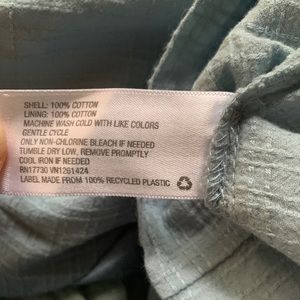 SHELL: 100% COTTON
LINING: 100% COTTON
MACHINE WASH COLD WITH LIKE COLORS
GENTLE CYCLE
ONLY NON-CHLORINE BLEACH IF NEEDED
TUMBLE DRY LOW, REMOVE PROMPTLY
COOL IRON IF NEEDED
RN17730 VN1261424
LABEL MADE FROM 100% RECYCLED PLASTIC